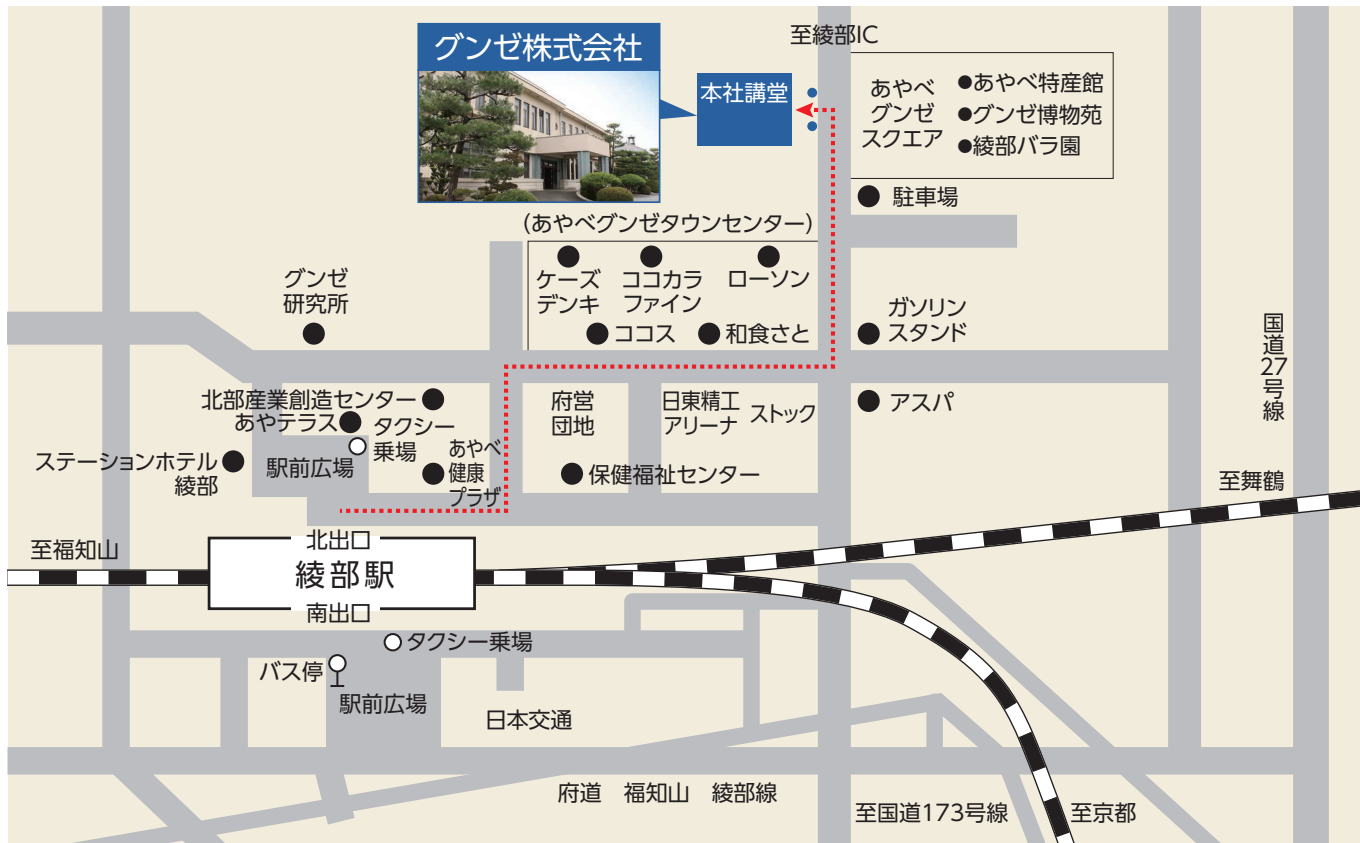 グンゼ株式会社
本社講堂
至綾部IC
あやべ
グンゼ
スクエア
●あやべ特産館
●グンゼ博物苑
●綾部バラ園
駐車場
(あやべグンゼタウンセンター)
ケーズ
デンキ
ココカラ
ファイン
ローソン
ココス
和食さと
グンゼ
研究所
ガソリン
スタンド
国道27号線
北部産業創造センター
あやテラス
タクシー
乗場
府営
団地
日東精工
アリーナ
ストック
アスパ
ステーションホテル
綾部
駅前広場
あやべ
健康
プラザ
保健福祉センター
至舞鶴
至福知山
北出口
綾部駅
南出口
タクシー乗場
バス停
駅前広場
日本交通
府道 福知山 綾部線
至国道173号線
至京都